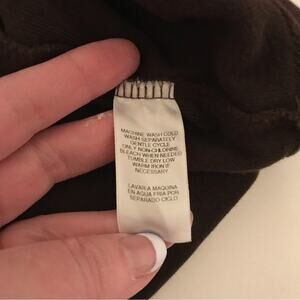 MACHINE WASH COLD
WASH SEPARATELY
GENTLE CYCLE
ONLY NON-CHLORINE
BLEACH WHEN NEEDED
TUMBLE DRY LOW
WARM IRON IF
NECESSARY
LAVAR A MAQUINA
EN AGUA FRIA POR
SEPARADO CICLO